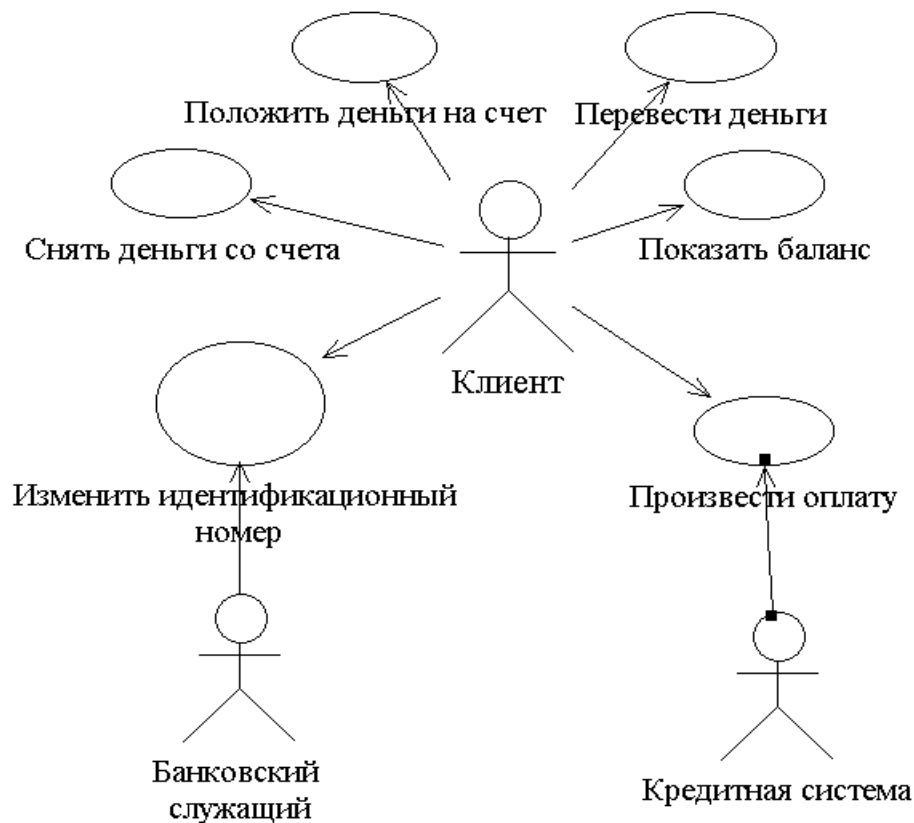 Положить деньги на счет
Перевести деньги
Снять деньги со счета
Показать баланс
Клиент
Изменить идентификационный
номер
Произвести оплату
Банковский
служащий
Кредитная система